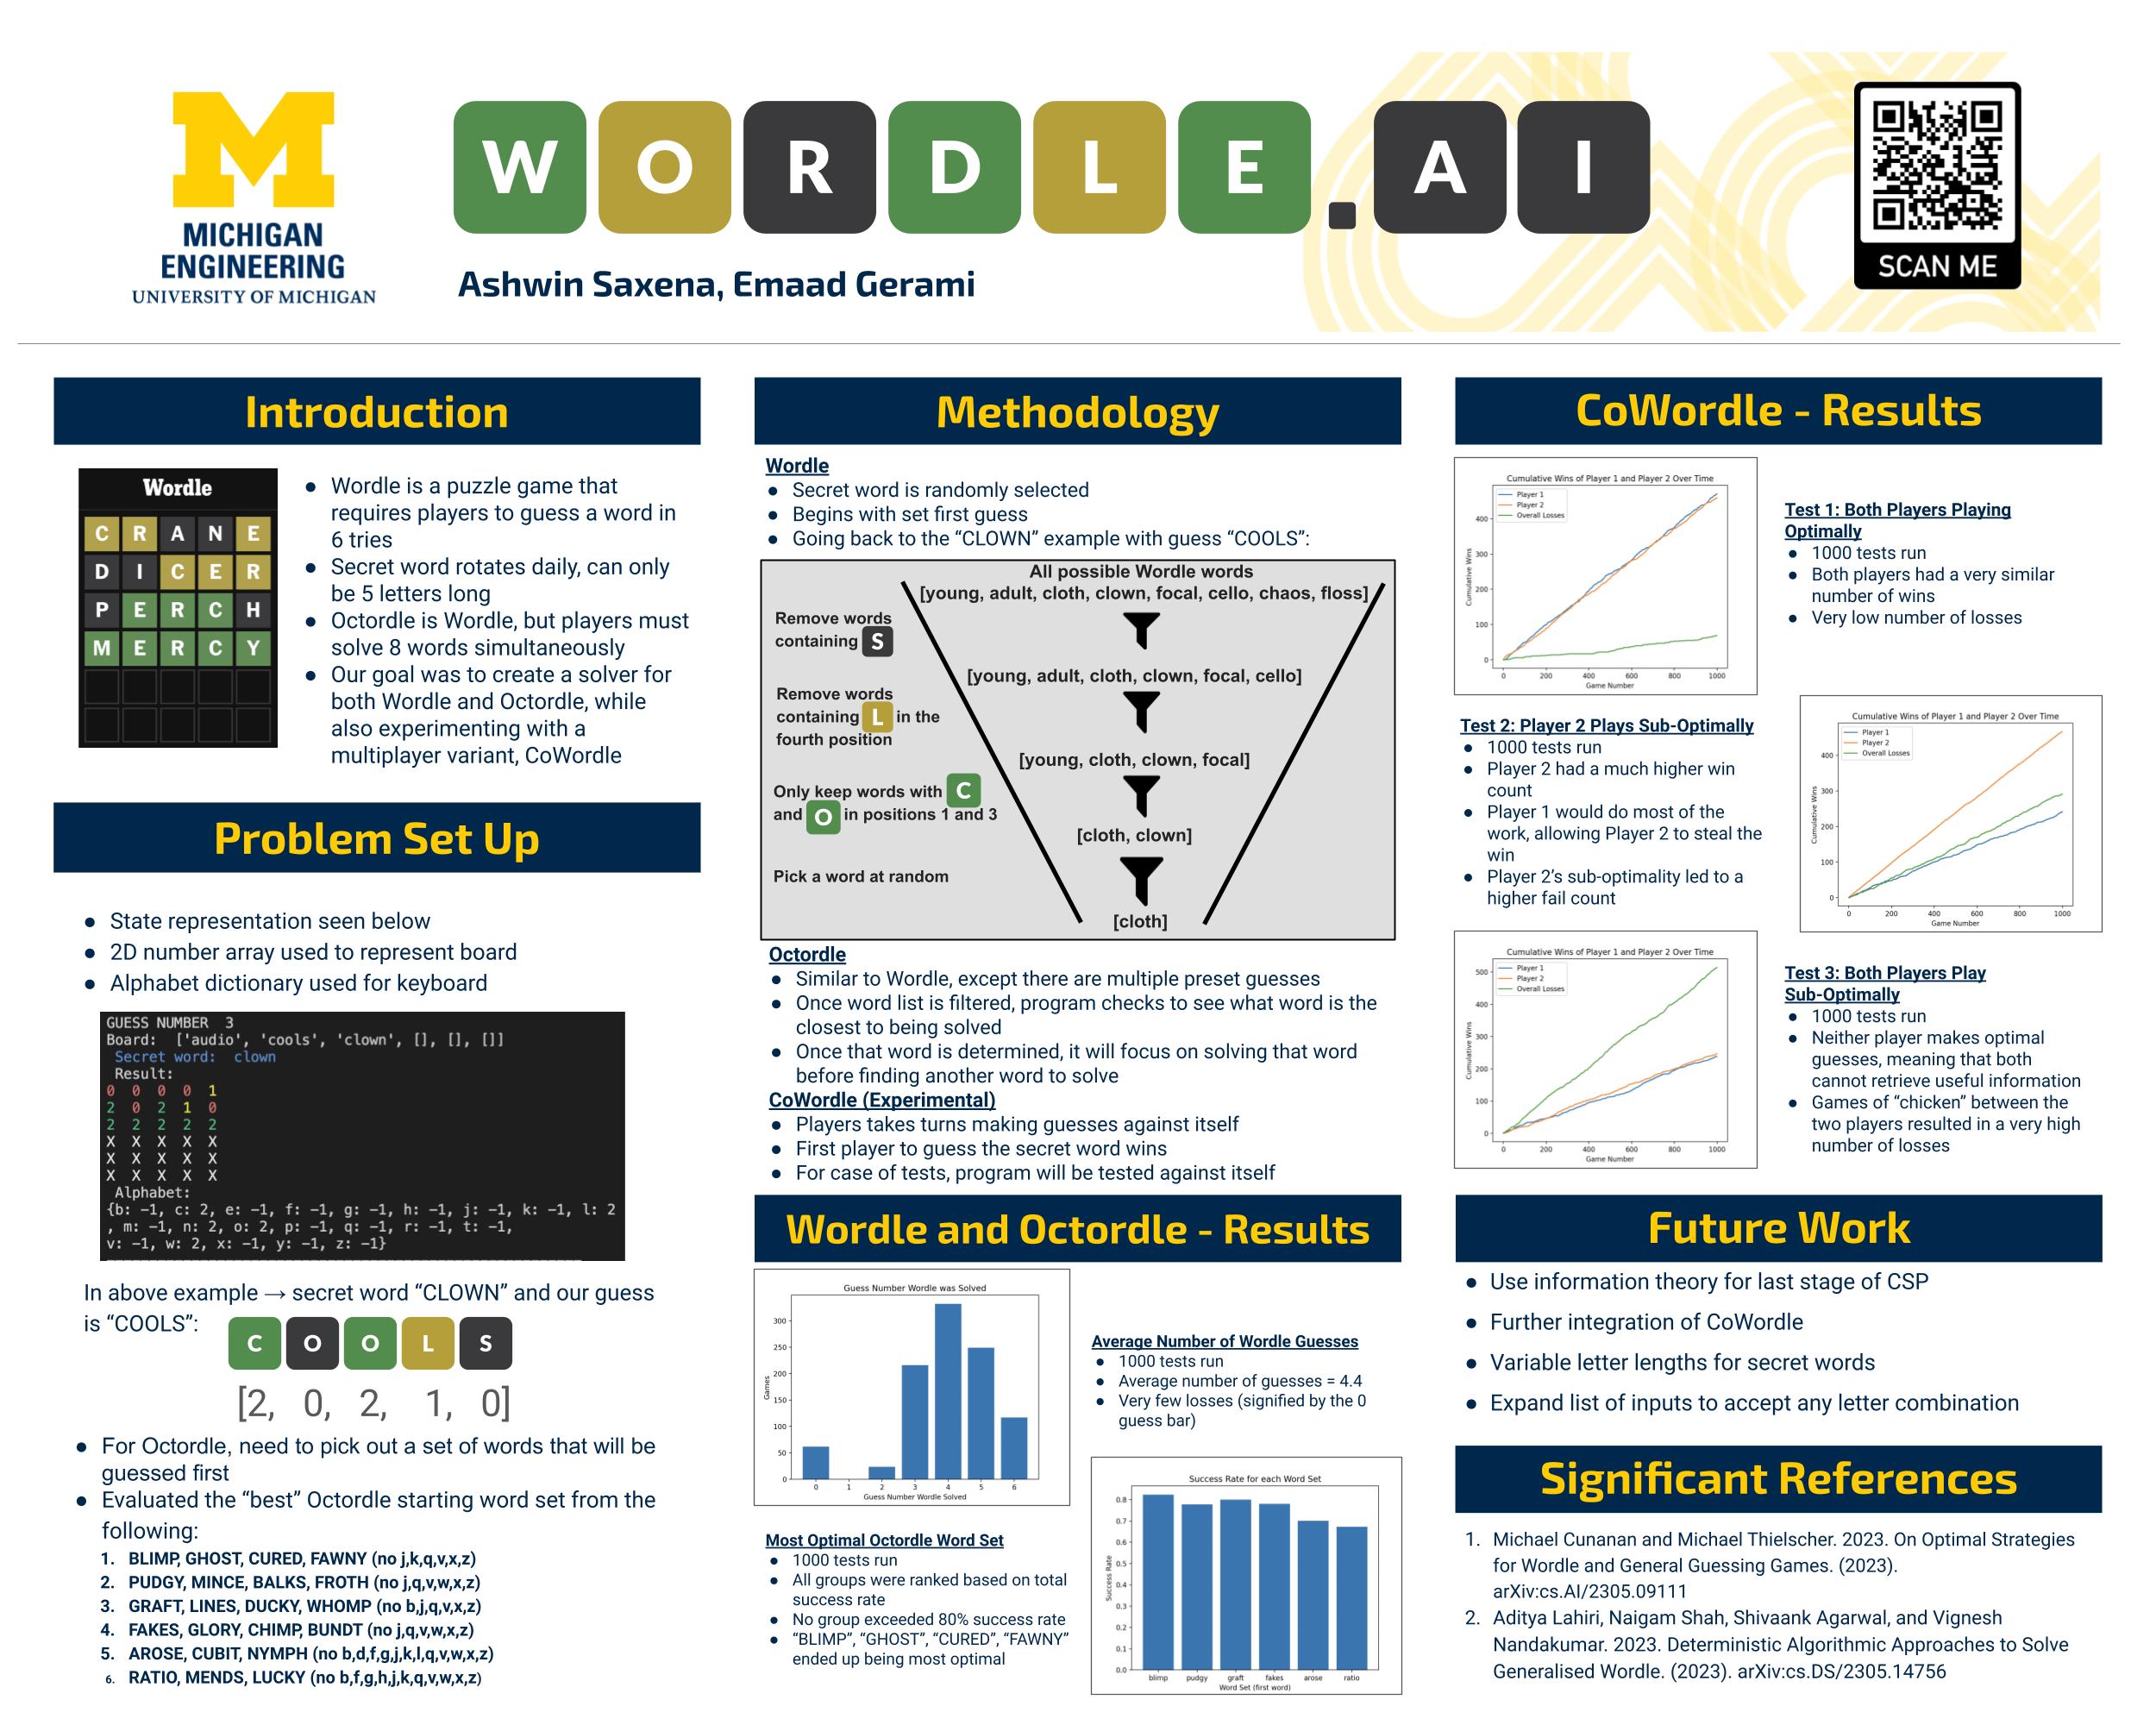 MICHIGAN
ENGINEERING
UNIVERSITY OF MICHIGAN
WORDLE.AI
Ashwin Saxena, Emaad Gerami
SCAN ME
Introduction
Wordle
C R A N E
D I C E R
P E R C H
M E R C Y
● Wordle is a puzzle game that
requires players to guess a word in
6 tries
● Secret word rotates daily, can only
be 5 letters long
● Octordle is Wordle, but players must
solve 8 words simultaneously
● Our goal was to create a solver for
both Wordle and Octordle, while
also experimenting with a
multiplayer variant, CoWordle
Problem Set Up
● State representation seen below
● 2D number array used to represent board
● Alphabet dictionary used for keyboard
GUESS NUMBER 3
Board: ['audio', 'cools', 'clown', [], [], []]
Secret word: clown
Result:
0 0 0 0 1
2 0 2 1 0
2 2 2 2 2
X X X X X
X X X X X
X X X X X
Alphabet:
{b: −1, c: 2, e: −1, f: −1, g: −1, h: −1, j: −1, k: −1, l: 2
, m: −1, n: 2, o: 2, p: −1, q: −1, r: −1, t: −1,
v: −1, w: 2, x: −1, y: −1, z: −1}
In above example → secret word “CLOWN” and our guess
is “COOLS”:
C O O L S
[2, 0, 2, 1, 0]
● For Octordle, need to pick out a set of words that will be
guessed first
● Evaluated the “best” Octordle starting word set from the
following:
1. BLIMP, GHOST, CURED, FAWNY (no j,k,q,v,x,z)
2. PUDGY, MINCE, BALKS, FROTH (no j,q,v,w,x,z)
3. GRAFT, LINES, DUCKY, WHOMP (no b,j,q,v,x,z)
4. FAKES, GLORY, CHIMP, BUNDT (no j,q,v,w,x,z)
5. AROSE, CUBIT, NYMPH (no b,d,f,g,j,k,l,q,v,w,x,z)
6. RATIO, MENDS, LUCKY (no b,f,g,h,j,k,q,v,w,x,z)
Methodology
Wordle
● Secret word is randomly selected
● Begins with set first guess
● Going back to the “CLOWN” example with guess “COOLS”:
All possible Wordle words
[young, adult, cloth, clown, focal, cello, chaos, floss]
Remove words
containing S
[young, adult, cloth, clown, focal, cello]
Remove words
containing L in the
fourth position
[young, cloth, clown, focal]
Only keep words with C
and O in positions 1 and 3
[cloth, clown]
Pick a word at random
[cloth]
Octordle
● Similar to Wordle, except there are multiple preset guesses
● Once word list is filtered, program checks to see what word is the
closest to being solved
● Once that word is determined, it will focus on solving that word
before finding another word to solve
CoWordle (Experimental)
● Players takes turns making guesses against itself
● First player to guess the secret word wins
● For case of tests, program will be tested against itself
Wordle and Octordle - Results
Guess Number Wordle was Solved
Games
300
250
200
150
100
50
0
0 1 2 3 4 5 6
Guess Number Wordle Solved
Average Number of Wordle Guesses
● 1000 tests run
● Average number of guesses = 4.4
● Very few losses (signified by the 0
guess bar)
Most Optimal Octordle Word Set
● 1000 tests run
● All groups were ranked based on total
success rate
● No group exceeded 80% success rate
● “BLIMP”, “GHOST”, “CURED”, “FAWNY”
ended up being most optimal
Success Rate for each Word Set
Success Rate
0.8
0.7
0.6
0.5
0.4
0.3
0.2
0.1
0.0
blimp pudgy graft fakes arose ratio
Word Set (first word)
CoWordle - Results
Cumulative Wins of Player 1 and Player 2 Over Time
Player 1
Player 2
Overall Losses
Cumulative Wins
400
300
200
100
0
0 200 400 600 800 1000
Game Number
Test 1: Both Players Playing
Optimally
● 1000 tests run
● Both players had a very similar
number of wins
● Very low number of losses
Test 2: Player 2 Plays Sub-Optimally
● 1000 tests run
● Player 2 had a much higher win
count
● Player 1 would do most of the
work, allowing Player 2 to steal the
win
● Player 2’s sub-optimality led to a
higher fail count
Cumulative Wins of Player 1 and Player 2 Over Time
Player 1
Player 2
Overall Losses
Cumulative Wins
400
300
200
100
0
0 200 400 600 800 1000
Game Number
Cumulative Wins of Player 1 and Player 2 Over Time
Player 1
Player 2
Overall Losses
Cumulative Wins
500
400
300
200
100
0
0 200 400 600 800 1000
Game Number
Test 3: Both Players Play
Sub-Optimally
● 1000 tests run
● Neither player makes optimal
guesses, meaning that both
cannot retrieve useful information
● Games of “chicken” between the
two players resulted in a very high
number of losses
Future Work
● Use information theory for last stage of CSP
● Further integration of CoWordle
● Variable letter lengths for secret words
● Expand list of inputs to accept any letter combination
Significant References
1. Michael Cunanan and Michael Thielscher. 2023. On Optimal Strategies
for Wordle and General Guessing Games. (2023).
arXiv:cs.AI/2305.09111
2. Aditya Lahiri, Naigam Shah, Shivaank Agarwal, and Vignesh
Nandakumar. 2023. Deterministic Algorithmic Approaches to Solve
Generalised Wordle. (2023). arXiv:cs.DS/2305.14756